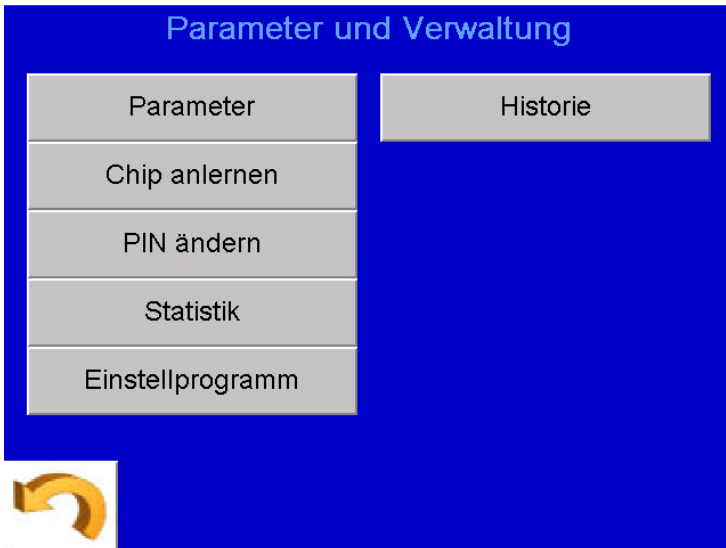 Parameter und Verwaltung
Parameter
Historie
Chip anlernen
PIN ändern
Statistik
Einstellprogramm